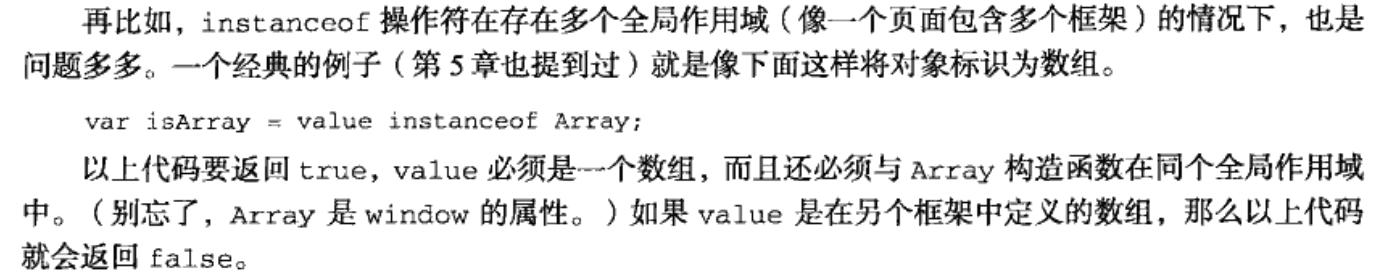 再比如，instanceof 操作符在存在多个全局作用域（像一个页面包含多个框架）的情况下，也是
问题多多。一个经典的例子（第 5 章也提到过）就是像下面这样将对象标识为数组。
var isArray = value instanceof Array;
以上代码要返回 true，value 必须是一个数组，而且还必须与 Array 构造函数在同个全局作用域
中。（别忘了，Array 是 window 的属性。）如果 value 是在另个框架中定义的数组，那么以上代码
就会返回 false。